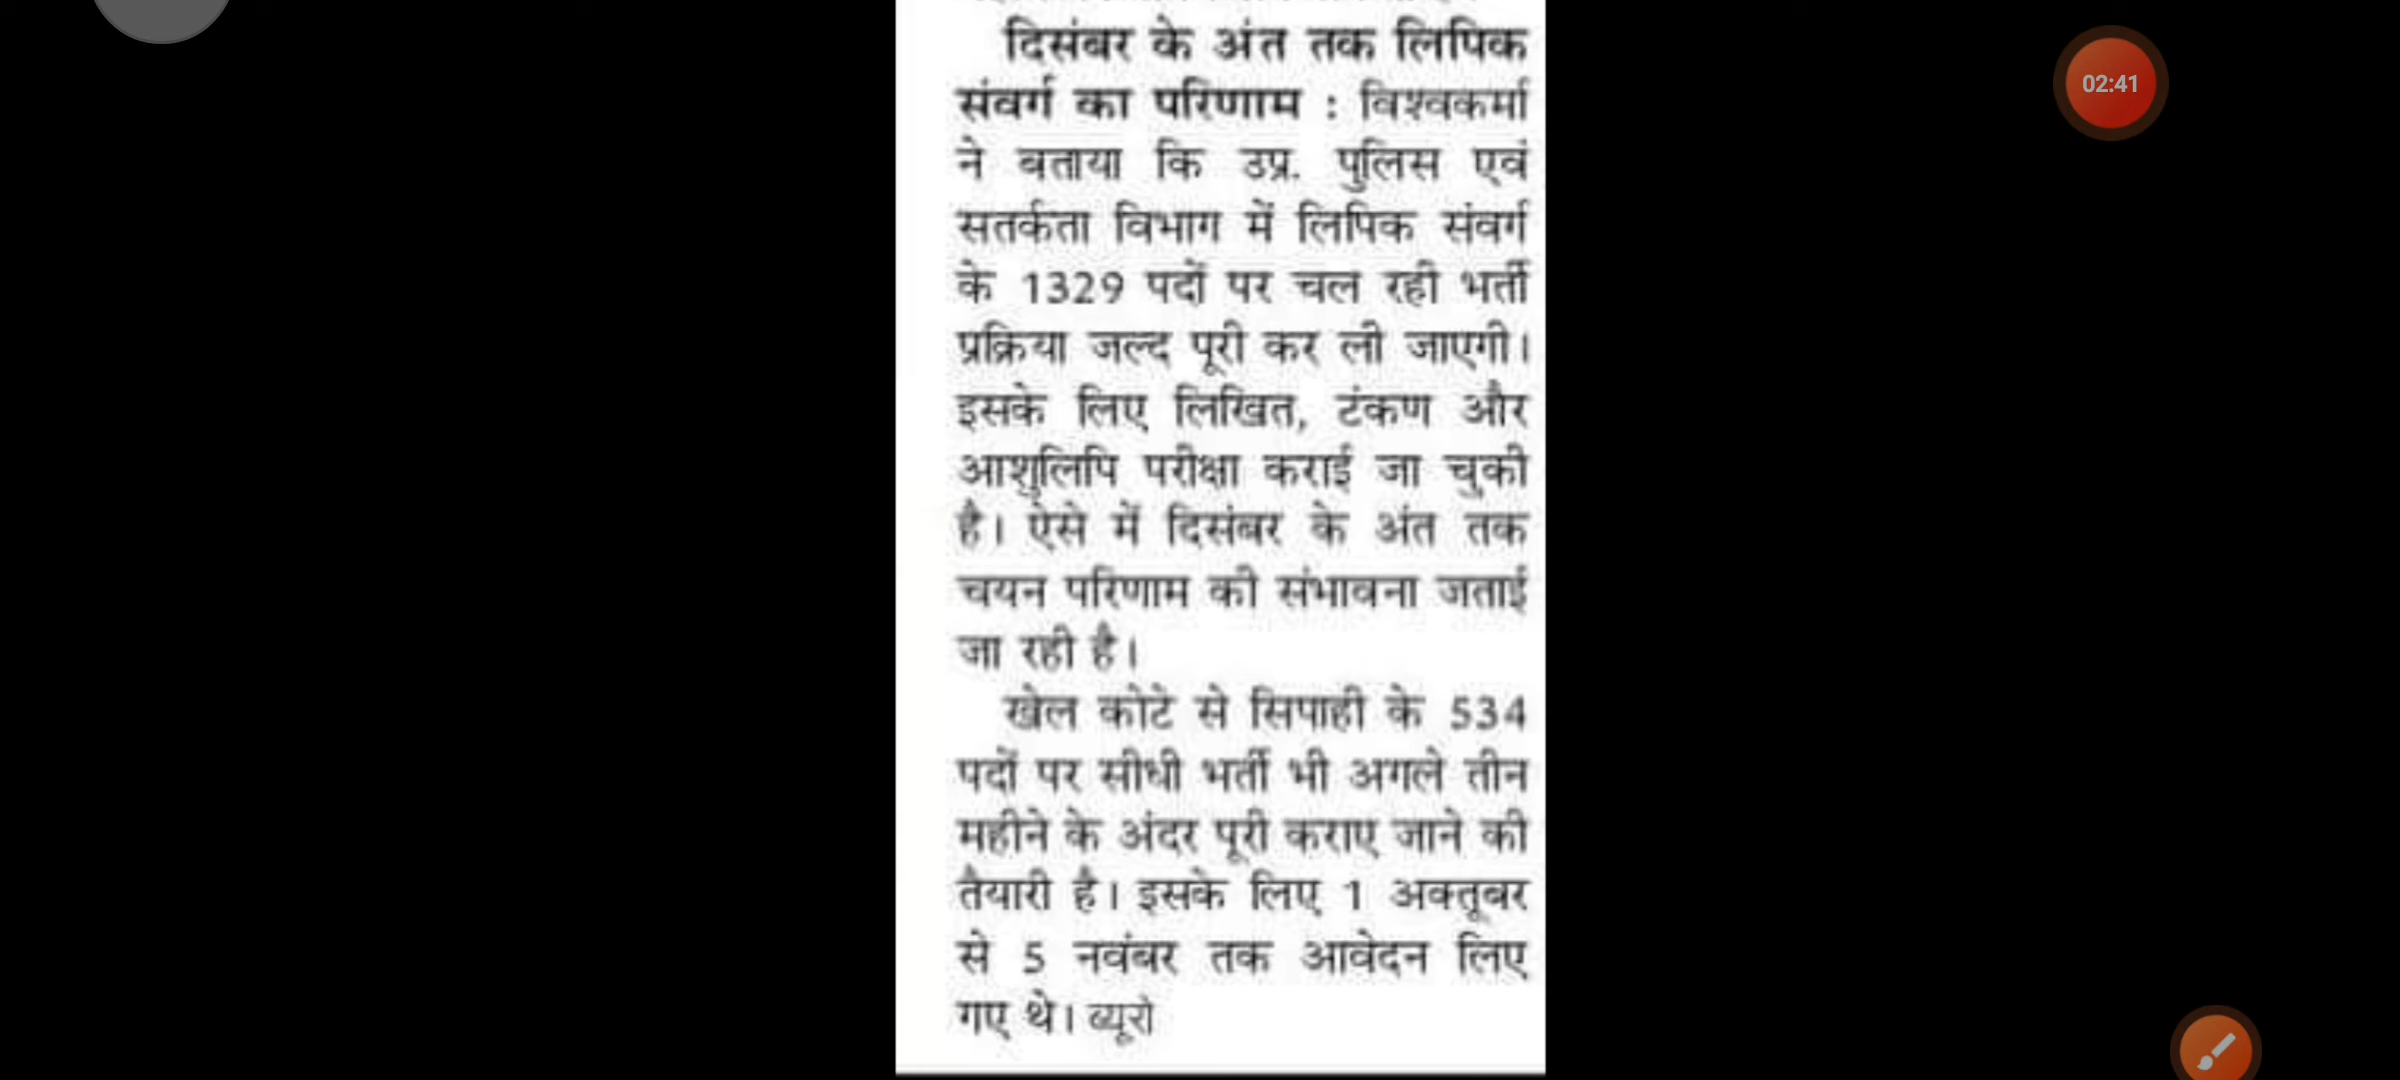 दिसंबर के अंत तक लिपिक
संवर्ग का परिणाम : विश्वकर्मा
ने बताया कि उप्र. पुलिस एवं
सतर्कता विभाग में लिपिक संवर्ग
के 1329 पदों पर चल रही भर्ती
प्रक्रिया जल्द पूरी कर ली जाएगी।
इसके लिए लिखित, टंकण और
आशुलिपि परीक्षा कराई जा चुकी
है। ऐसे में दिसंबर के अंत तक
चयन परिणाम की संभावना जताई
जा रही है।
खेल कोटे से सिपाही के 534
पदों पर सीधी भर्ती भी अगले तीन
महीने के अंदर पूरी कराए जाने की
तैयारी है। इसके लिए 1 अक्तूबर
से 5 नवंबर तक आवेदन लिए
गए थे। ब्यूरो
02:41